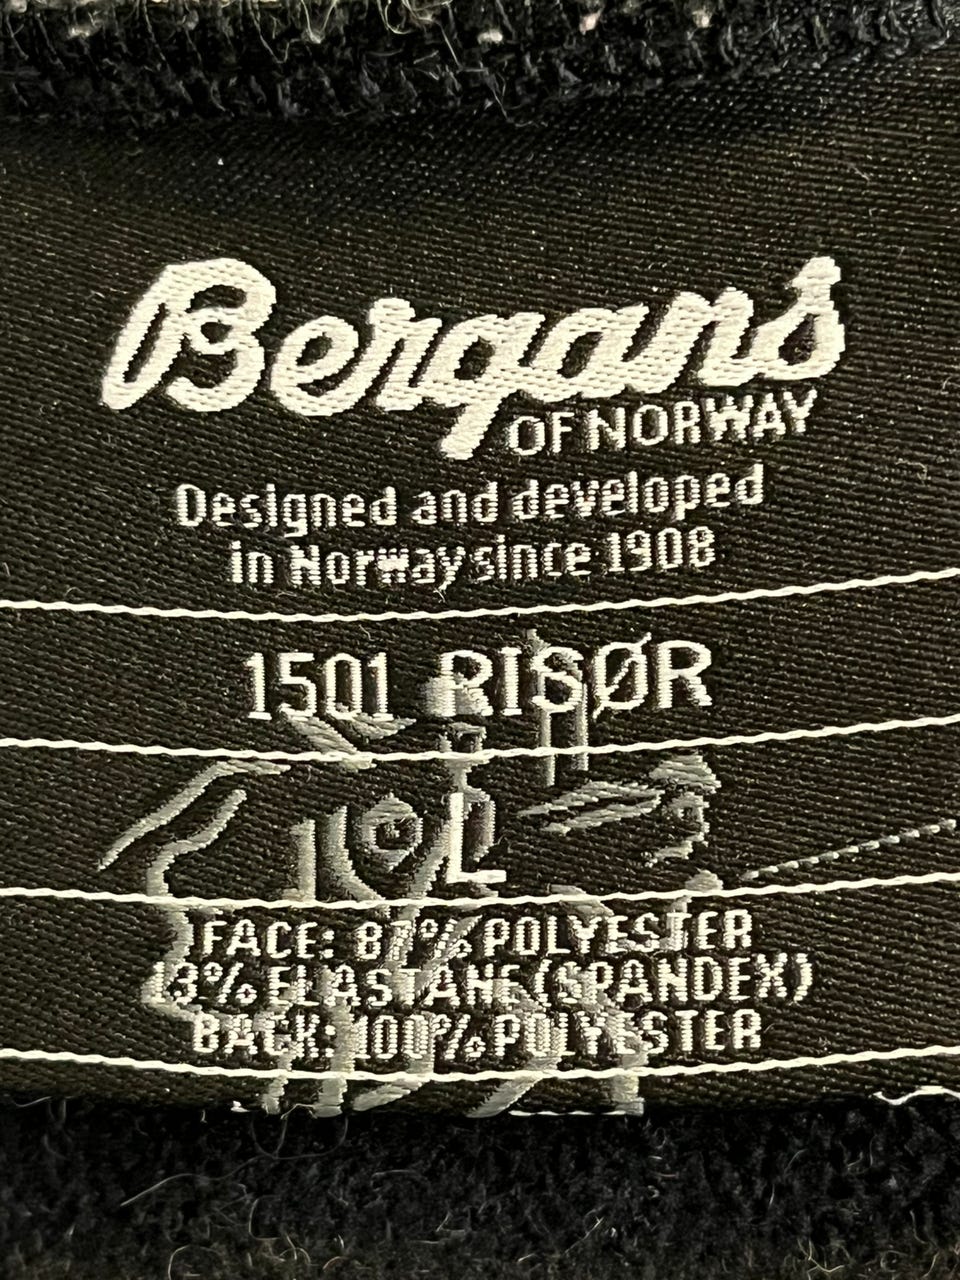 Bergans
OF NORWAY
Designed and developed
in Norway since 1908
1501 RISØR
L
FACE: 87% POLYESTER
13% ELASTANE (SPANDEX)
BACK: 100% POLYESTER